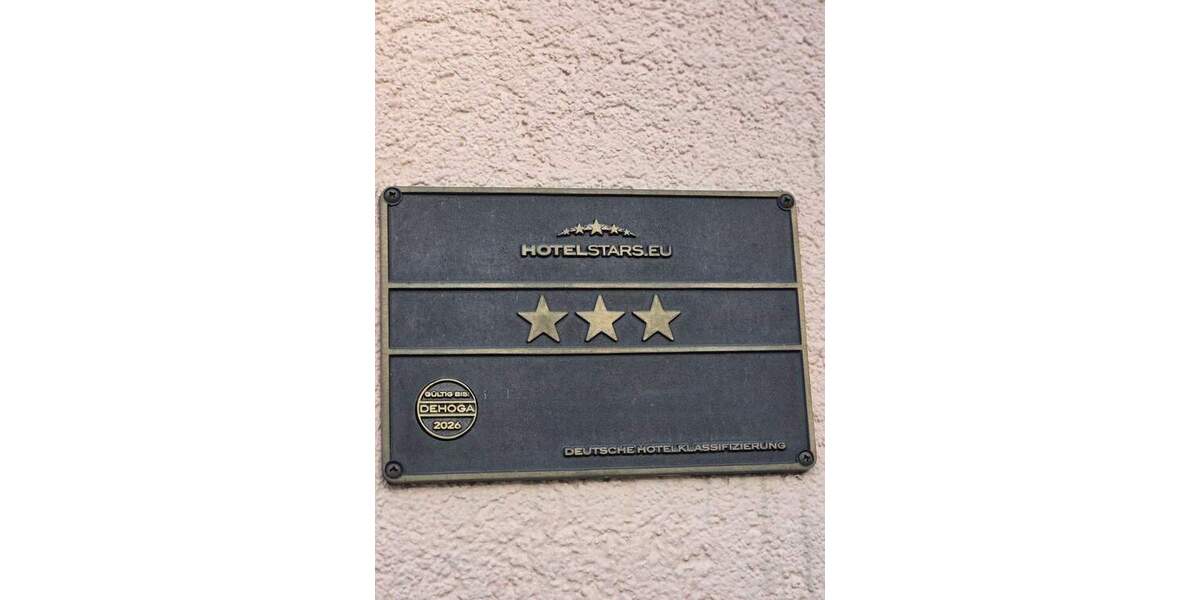 HOTELSTARS.EU
GÜLTIG BIS:
DEHOGA
2026
DEUTSCHE HOTELKLASSIFIZIERUNG